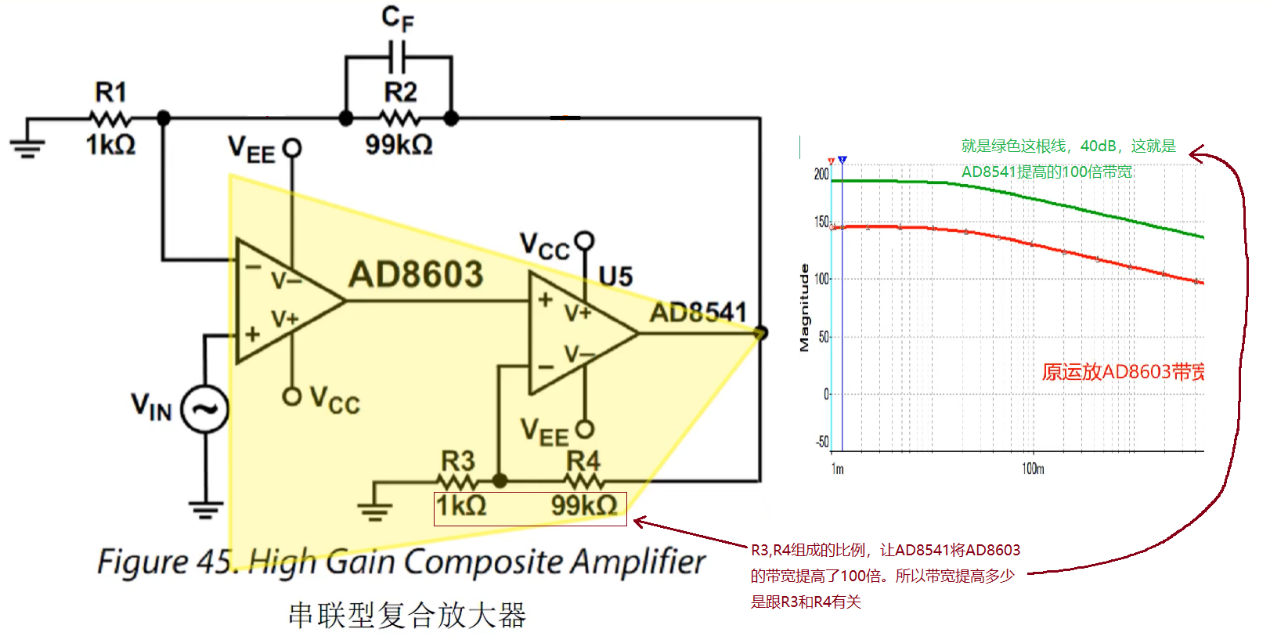 CF
R1
R2
1kΩ
99kΩ
VEE
VCC
U5
AD8603
AD8541
V−
V+
V+
V−
VIN
VCC
VEE
R3
R4
1kΩ
99kΩ
Figure 45. High Gain Composite Amplifier
串联型复合放大器
就是绿色这根线，40dB，这就是
AD8541提高的100倍带宽
200
150
100
50
0
-50
Magnitude
1m
100m
原运放AD8603带宽
R3,R4组成的比例，让AD8541将AD8603
的带宽提高了100倍。所以带宽提高多少
是跟R3和R4有关